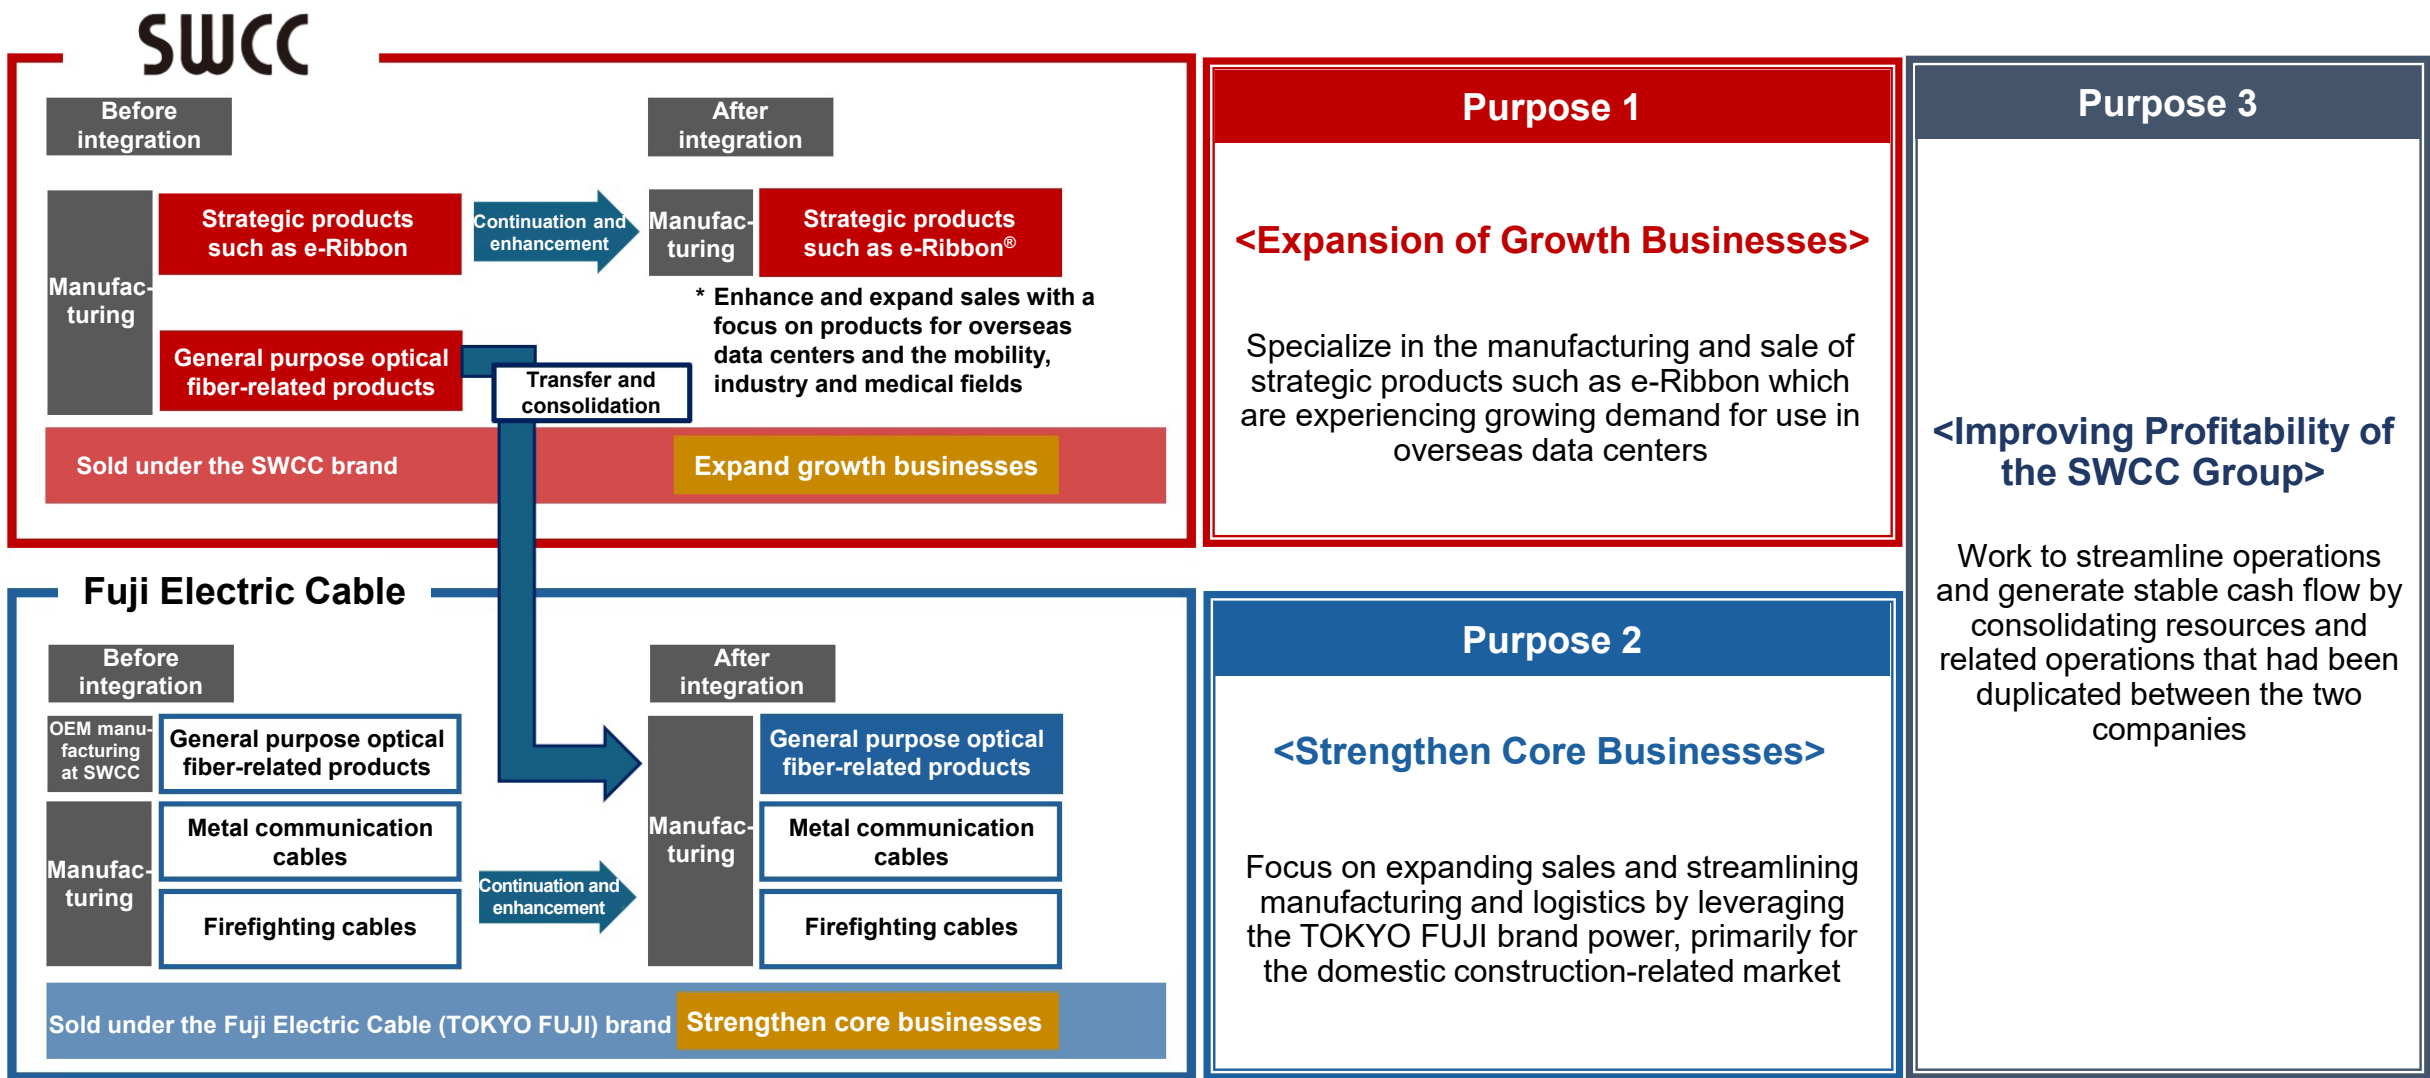 SWCC
Before
integration
After
integration
Manufac-
turing
Strategic products
such as e-Ribbon
Continuation and
enhancement
Manufac-
turing
Strategic products
such as e-Ribbon®
* Enhance and expand sales with a
focus on products for overseas
data centers and the mobility,
industry and medical fields
General purpose optical
fiber-related products
Transfer and
consolidation
Sold under the SWCC brand
Expand growth businesses
Fuji Electric Cable
Before
integration
After
integration
OEM manu-
facturing
at SWCC
General purpose optical
fiber-related products
Manufac-
turing
Metal communication
cables
Firefighting cables
Continuation and
enhancement
Manufac-
turing
General purpose optical
fiber-related products
Metal communication
cables
Firefighting cables
Sold under the Fuji Electric Cable (TOKYO FUJI) brand
Strengthen core businesses
Purpose 1
<Expansion of Growth Businesses>
Specialize in the manufacturing and sale of
strategic products such as e-Ribbon which
are experiencing growing demand for use in
overseas data centers
Purpose 2
<Strengthen Core Businesses>
Focus on expanding sales and streamlining
manufacturing and logistics by leveraging
the TOKYO FUJI brand power, primarily for
the domestic construction-related market
Purpose 3
<Improving Profitability of
the SWCC Group>
Work to streamline operations
and generate stable cash flow by
consolidating resources and
related operations that had been
duplicated between the two
companies